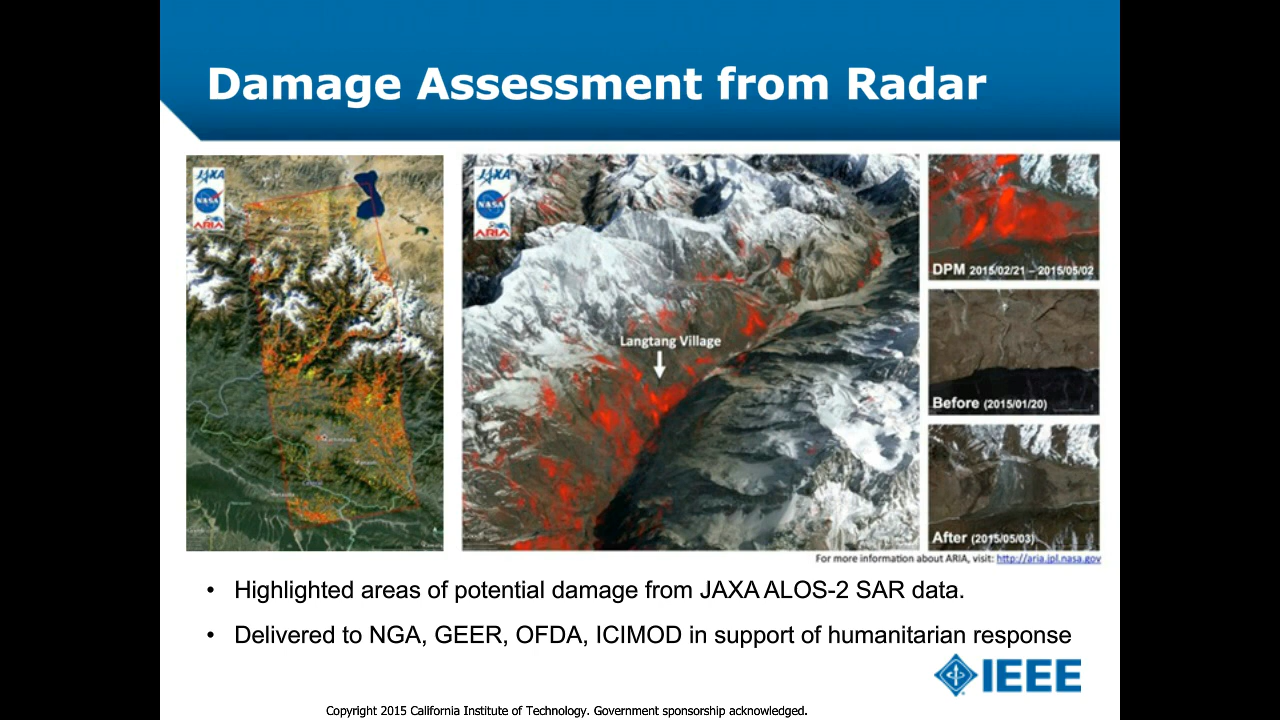 Damage Assessment from Radar
JAXA
NASA
ARIA
JAXA
NASA
ARIA
Langtang Village
DPM 2015/02/21 – 2015/05/02
Before (2015/01/20)
After (2015/05/03)
For more information about ARIA, visit: http://aria.jpl.nasa.gov
• Highlighted areas of potential damage from JAXA ALOS-2 SAR data.
• Delivered to NGA, GEER, OFDA, ICIMOD in support of humanitarian response
IEEE
Copyright 2015 California Institute of Technology. Government sponsorship acknowledged.